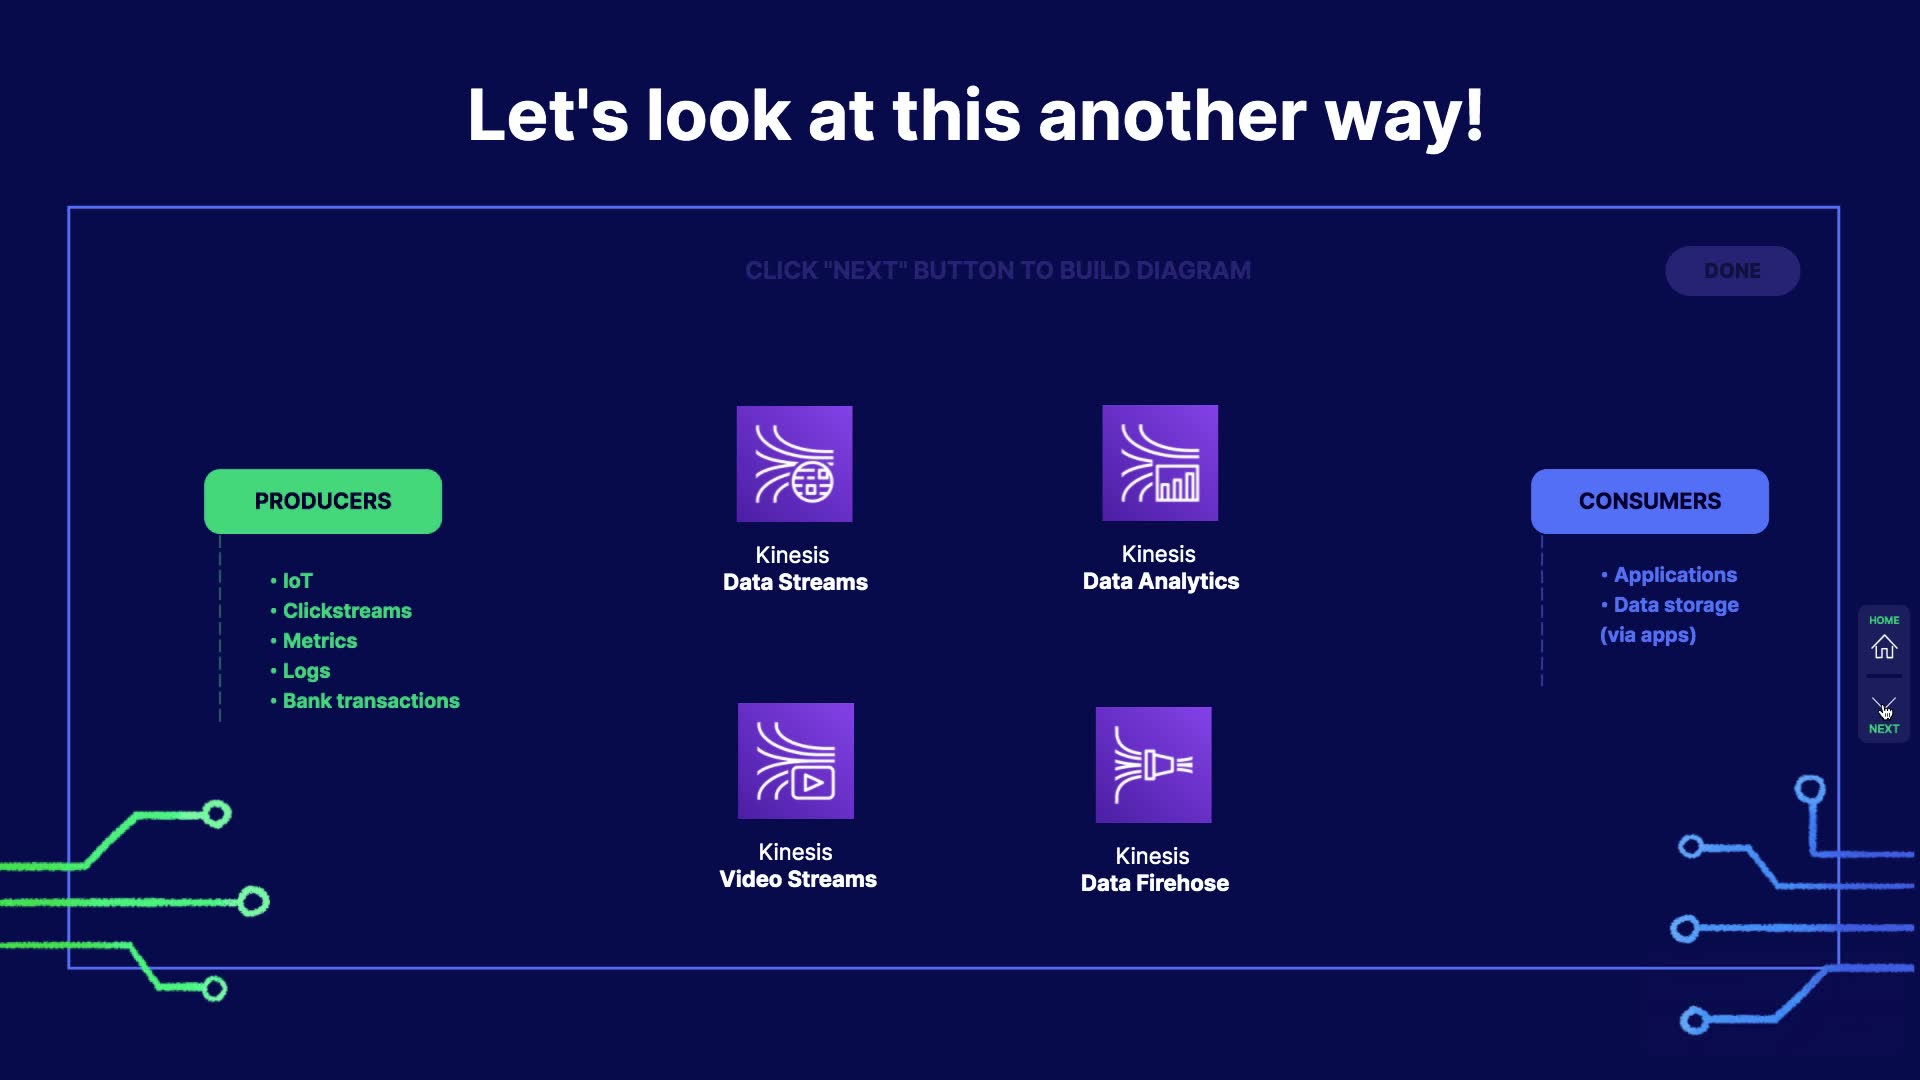 Let's look at this another way!
CLICK "NEXT" BUTTON TO BUILD DIAGRAM
DONE
PRODUCERS
• IoT
• Clickstreams
• Metrics
• Logs
• Bank transactions
Kinesis
Data Streams
Kinesis
Data Analytics
Kinesis
Video Streams
Kinesis
Data Firehose
CONSUMERS
• Applications
• Data storage
(via apps)
HOME
NEXT